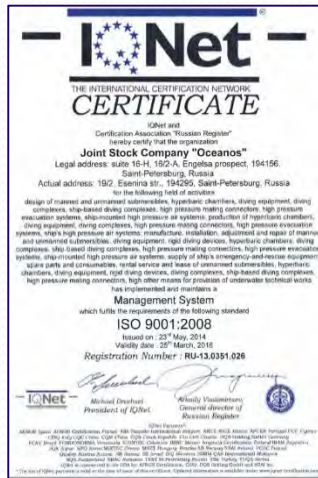 IQNet
THE INTERNATIONAL CERTIFICATION NETWORK
CERTIFICATE
IQNet and
Certification Association "Russian Register"
hereby certify that the organization
Joint Stock Company "Oceanos"
Legal address: suite 16-H, 16/2-A, Engelsa prospect, 194156,
Saint-Petersburg, Russia
Actual address: 19/2, Esenina str., 194295, Saint-Petersburg, Russia
for the following field of activities
design of manned and unmanned submersibles, hyperbaric chambers, diving equipment, diving
complexes, ship-based diving complexes, high pressure mating connectors, high pressure
evacuation systems, ship-mounted high pressure air systems; production of hyperbaric chambers,
diving equipment, diving complexes, high pressure mating connectors, high pressure evacuation
systems, ship's high pressure air systems; manufacture, installation, adjustment and repair of manned
and unmanned submersibles, diving equipment, rigid diving devices, hyperbaric chambers, diving
complexes, ship-based diving complexes, high pressure mating connectors, high pressure evacuation
systems, ship-mounted high pressure air systems; supply of ship's emergency-and-rescue equipment
spare parts and consumables, rental service and lease of unmanned submersibles, hyperbaric
chambers, diving equipment, rigid diving devices, diving complexes, ship-based diving complexes,
high pressure mating connectors, high other means for provision of underwater technical works
has implemented and maintains a
Management System
which fulfils the requirements of the following standard
ISO 9001:2008
Issued on: 23rd May, 2014
Validity date: 25th March, 2016
Registration Number: RU-13.0351.026
IQNet
Michael Drechsel
President of IQNet
Arkadiy Vladimirtsev
General director of
Russian Register